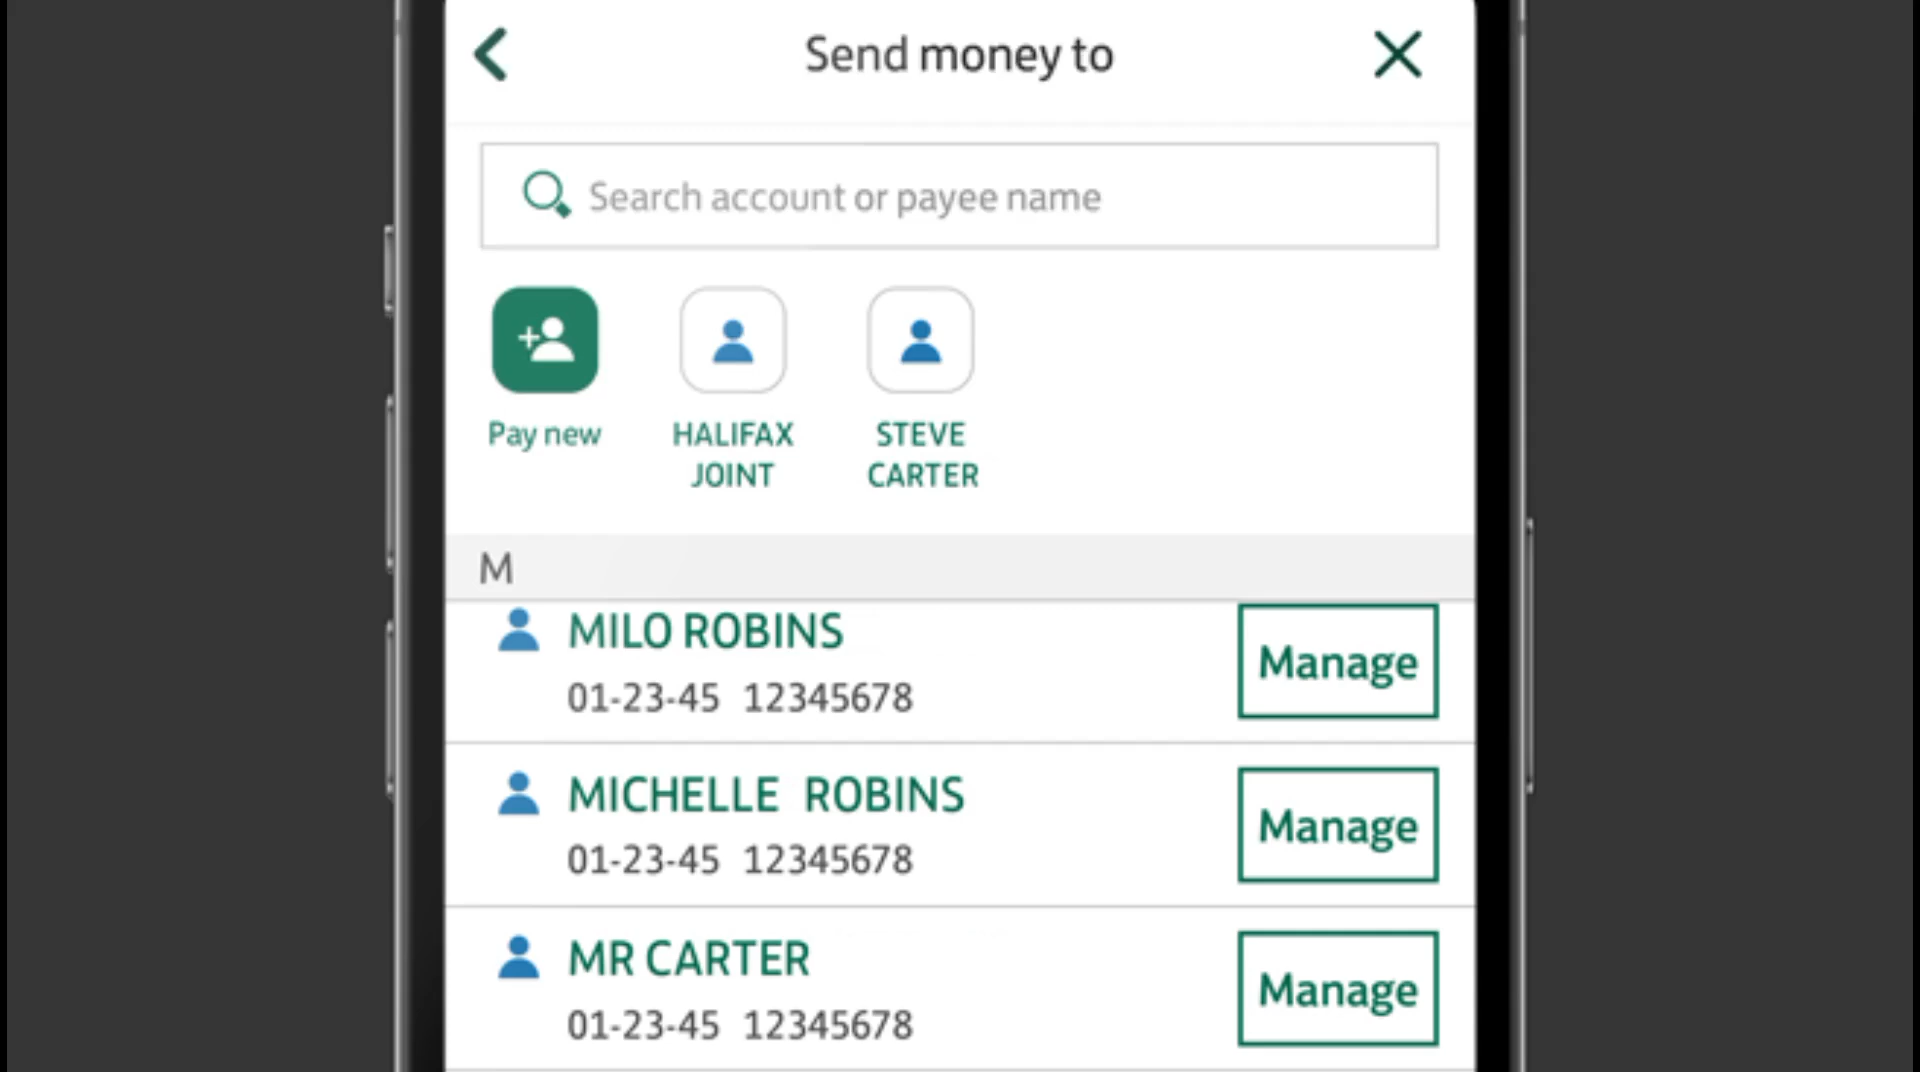 Send money to
Search account or payee name
Pay new
HALIFAX
JOINT
STEVE
CARTER
M
MILO ROBINS
Manage
01-23-45 12345678
MICHELLE ROBINS
Manage
01-23-45 12345678
MR CARTER
Manage
01-23-45 12345678